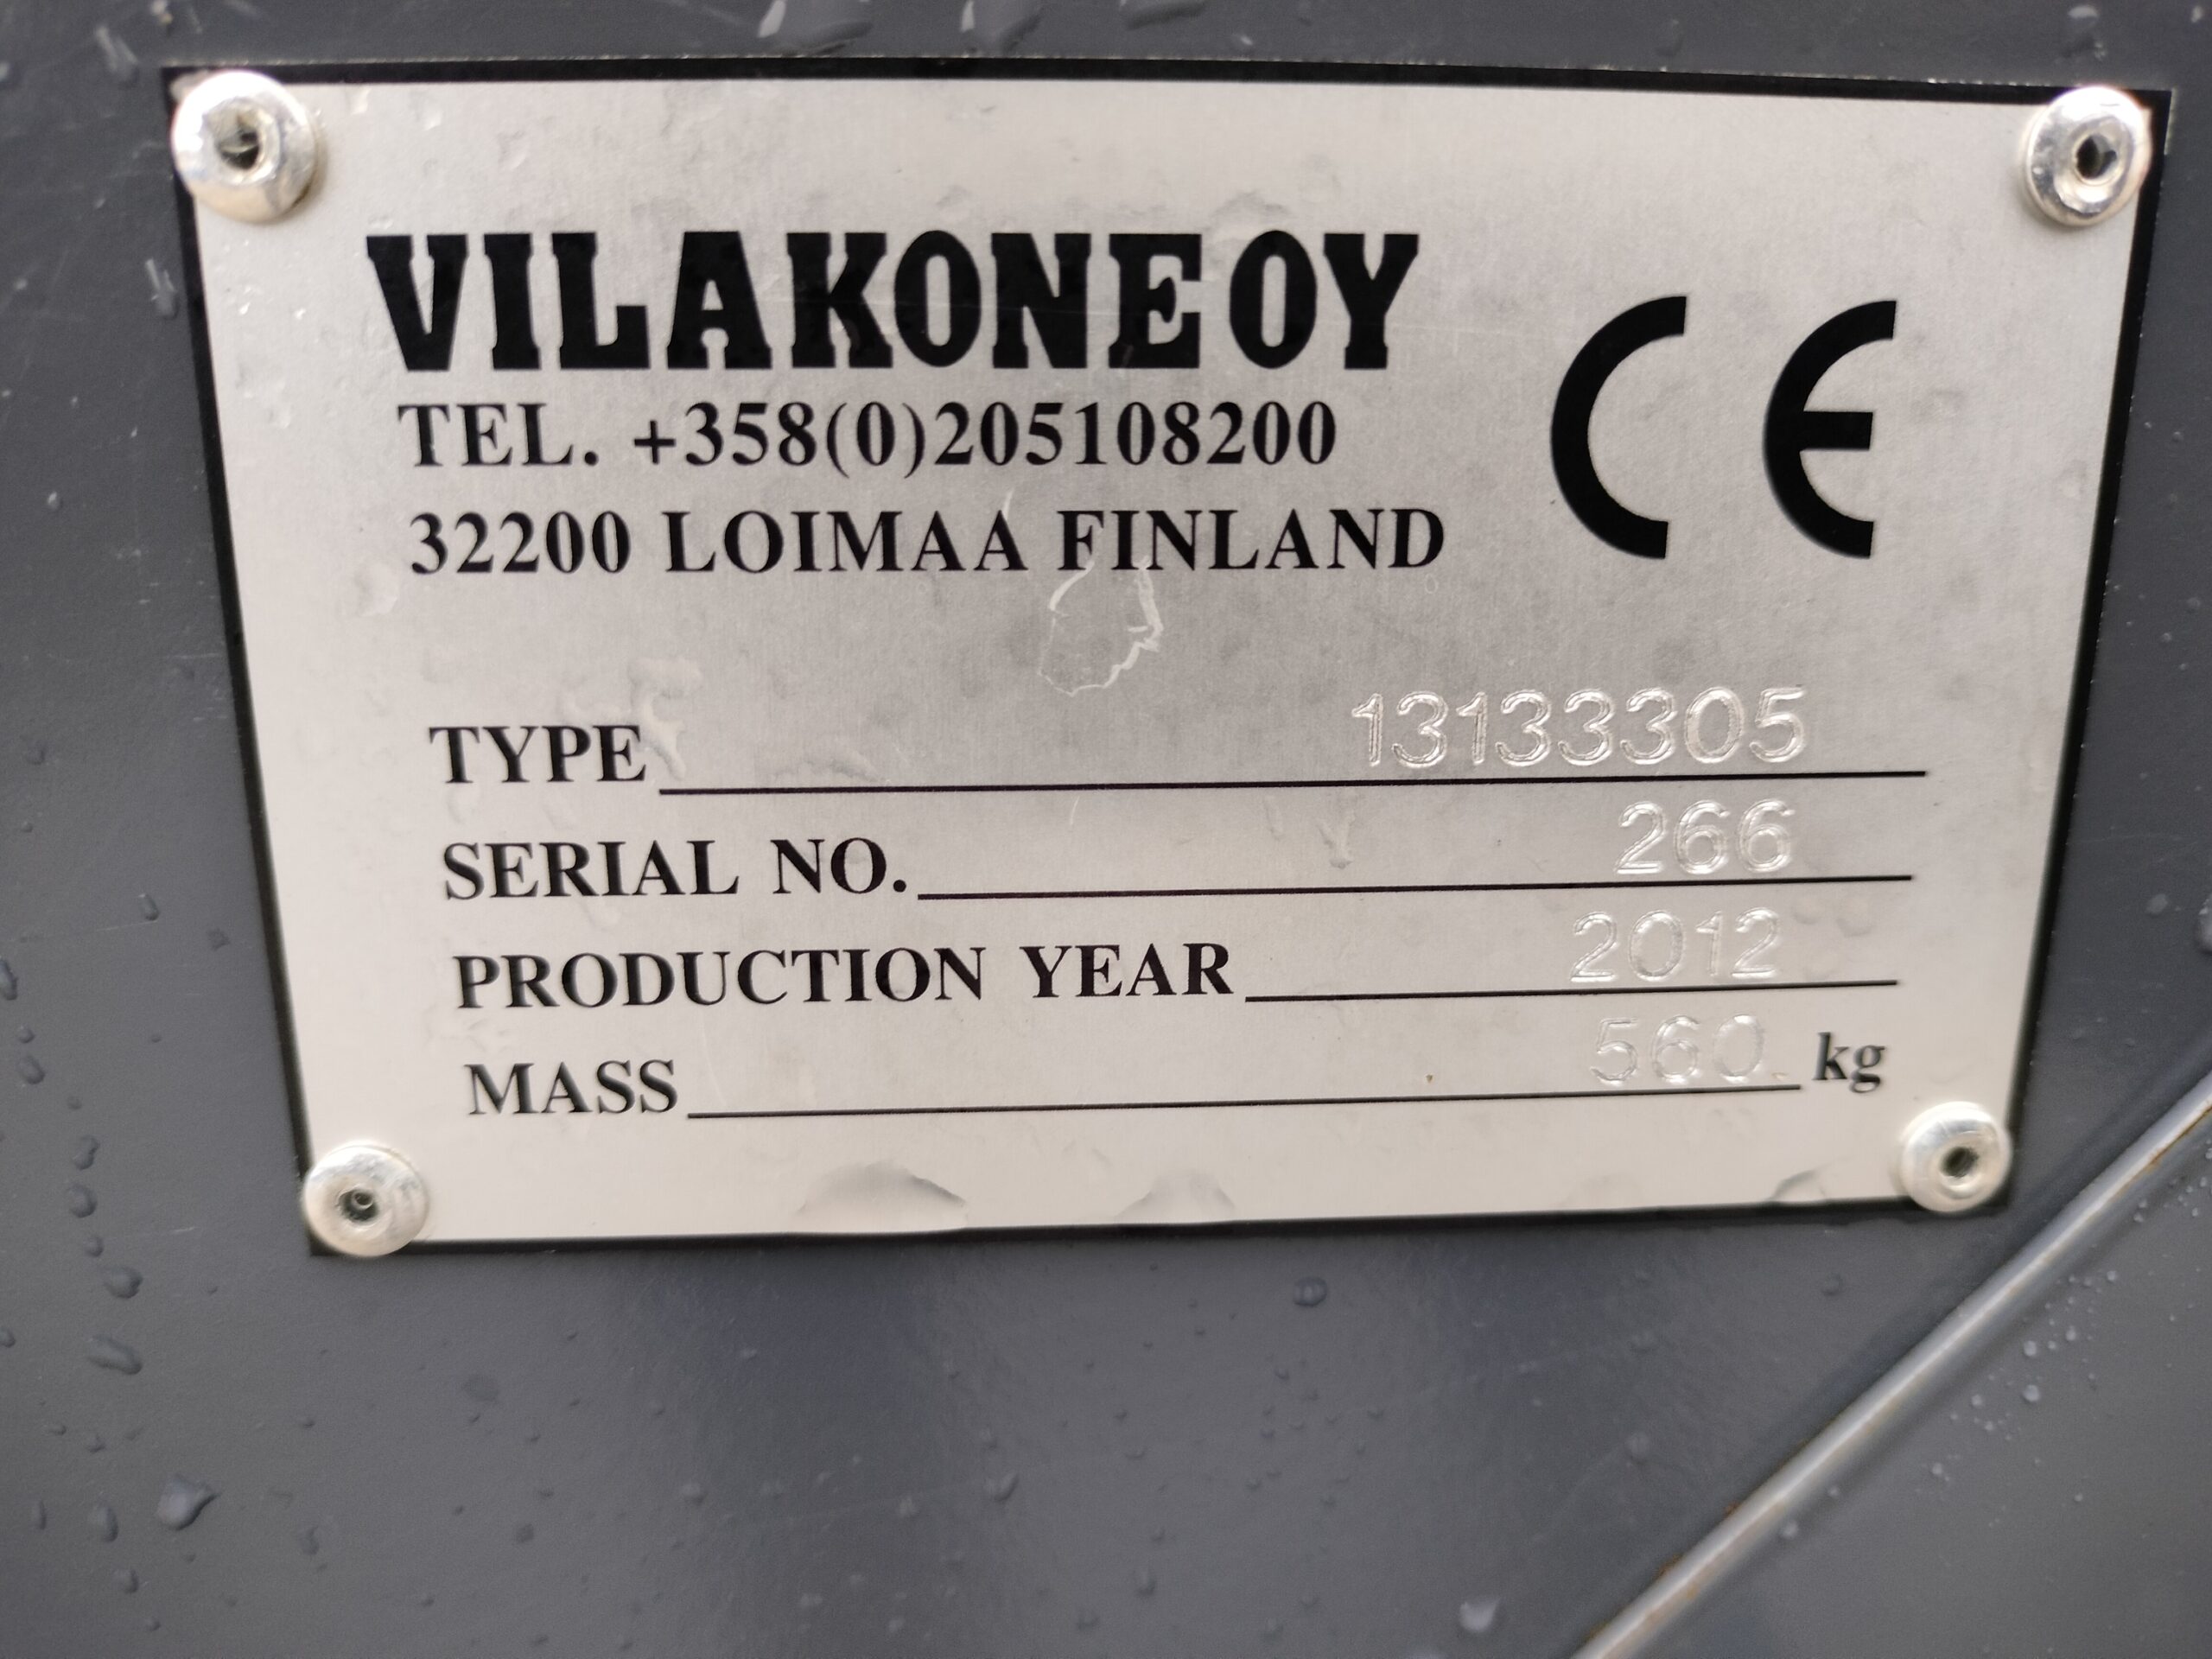 VILAKONE OY
TEL. +358(0)205108200
32200 LOIMAA FINLAND
CE
TYPE 13133305
SERIAL NO. 266
PRODUCTION YEAR 2012
MASS 560 kg